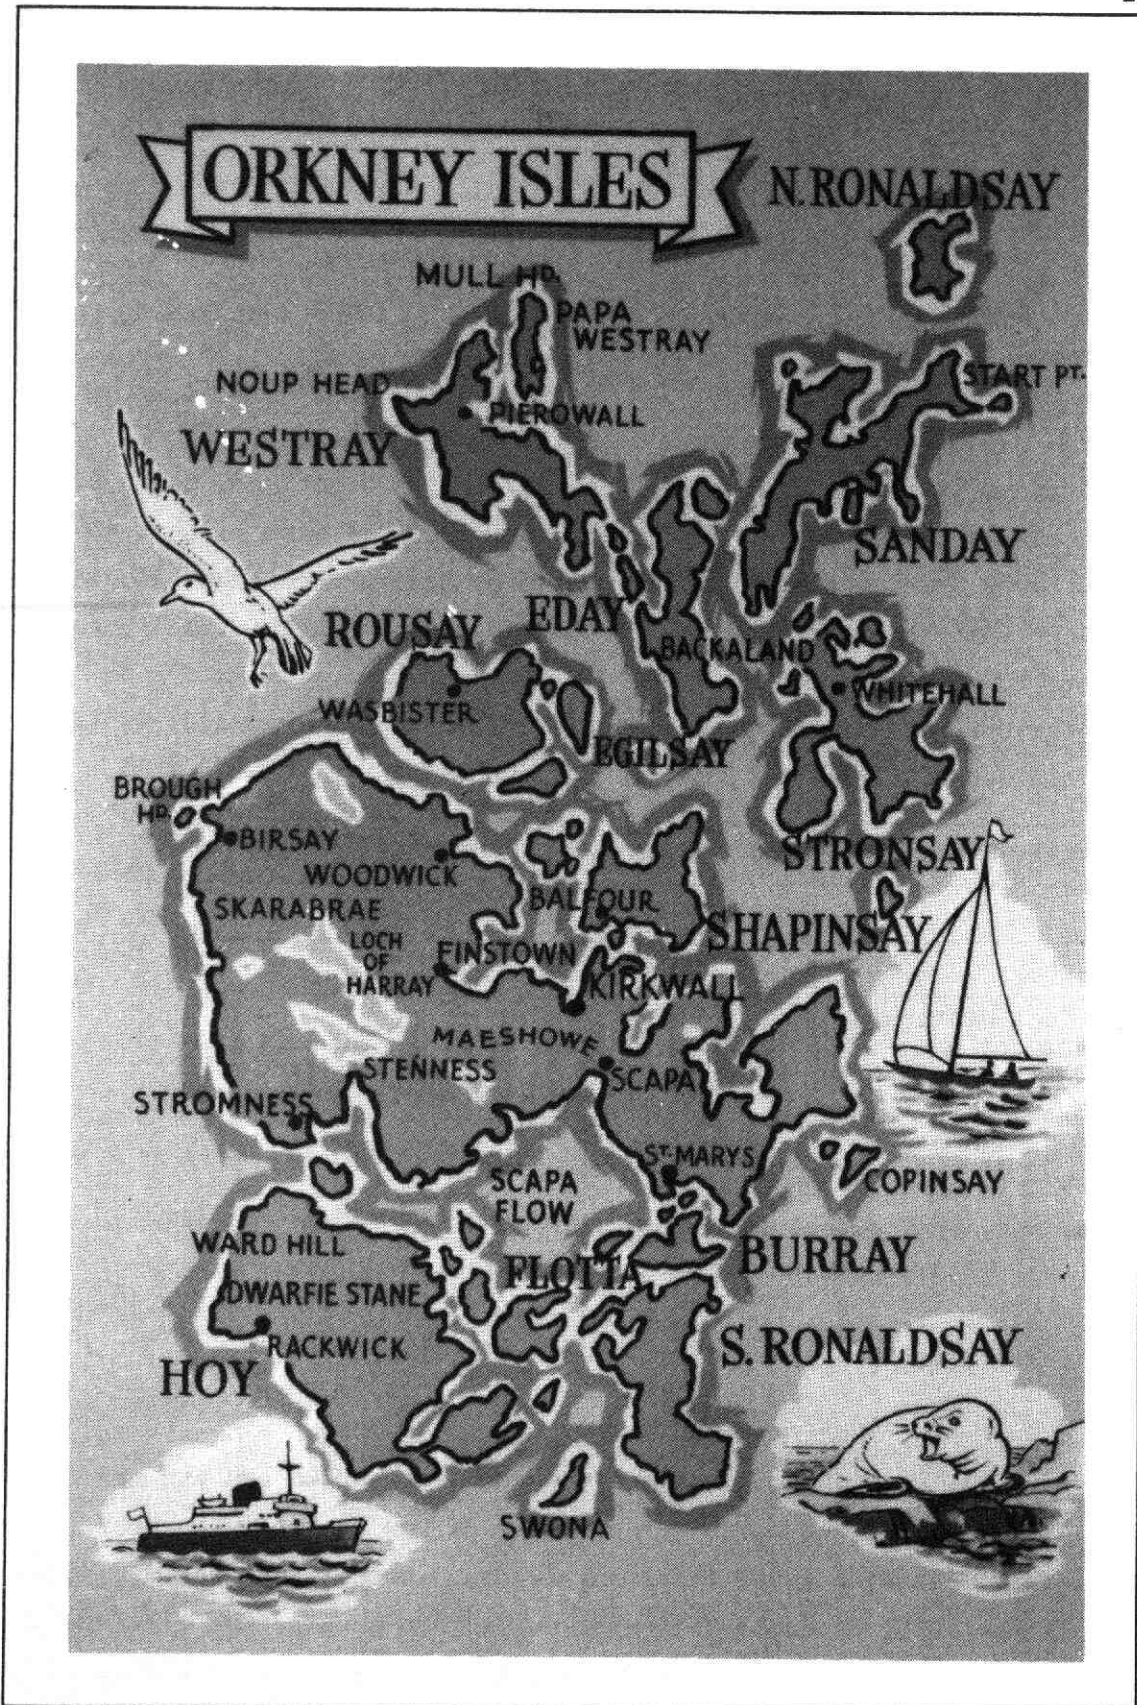 ORKNEY ISLES
N. RONALDSAY
MULL HD.
PAPA
WESTRAY
NOUP HEAD
START PT.
PIEROWALL
WESTRAY
SANDAY
EDAY
ROUSAY
BACKALAND
WHITEHALL
WASBISTER
EGILSAY
BROUGH
HD.
BIRSAY
STRONSAY
WOODWICK
BALFOUR
SKARABRAE
SHAPINSAY
LOCH
OF
HARRAY
FINSTOWN
KIRKWALL
MAESHOWE
STENNESS
SCAPA
STROMNESS
ST. MARYS
SCAPA
FLOW
COPINSAY
WARD HILL
BURRAY
FLOTTA
DWARFIE STANE
RACKWICK
S. RONALDSAY
HOY
SWONA